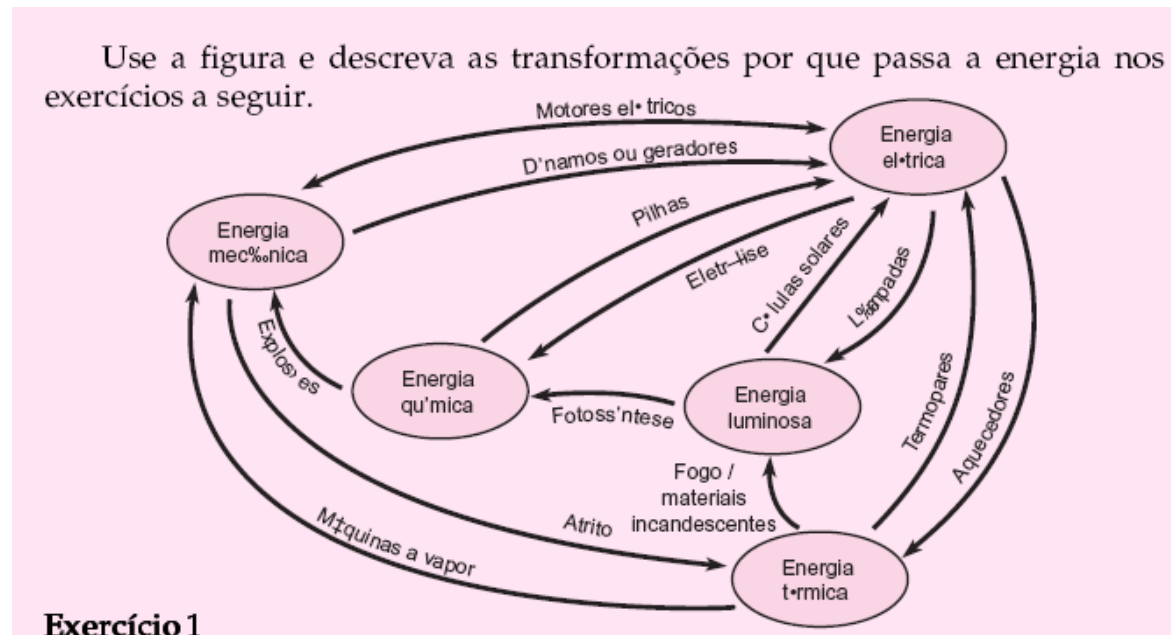 Use a figura e descreva as transformações por que passa a energia nos
exercícios a seguir.
Motores el• tricos
Energia
el•trica
D'namos ou geradores
Pilhas
Energia
mec‰nica
Eletr–lise
C• lulas solares
L‰mpadas
Explos› es
Energia
qu'mica
Energia
luminosa
Fotoss'ntese
Termopares
Aquecedores
Fogo /
materiais
incandescentes
Atrito
M‡quinas a vapor
Energia
t•rmica
Exercício 1